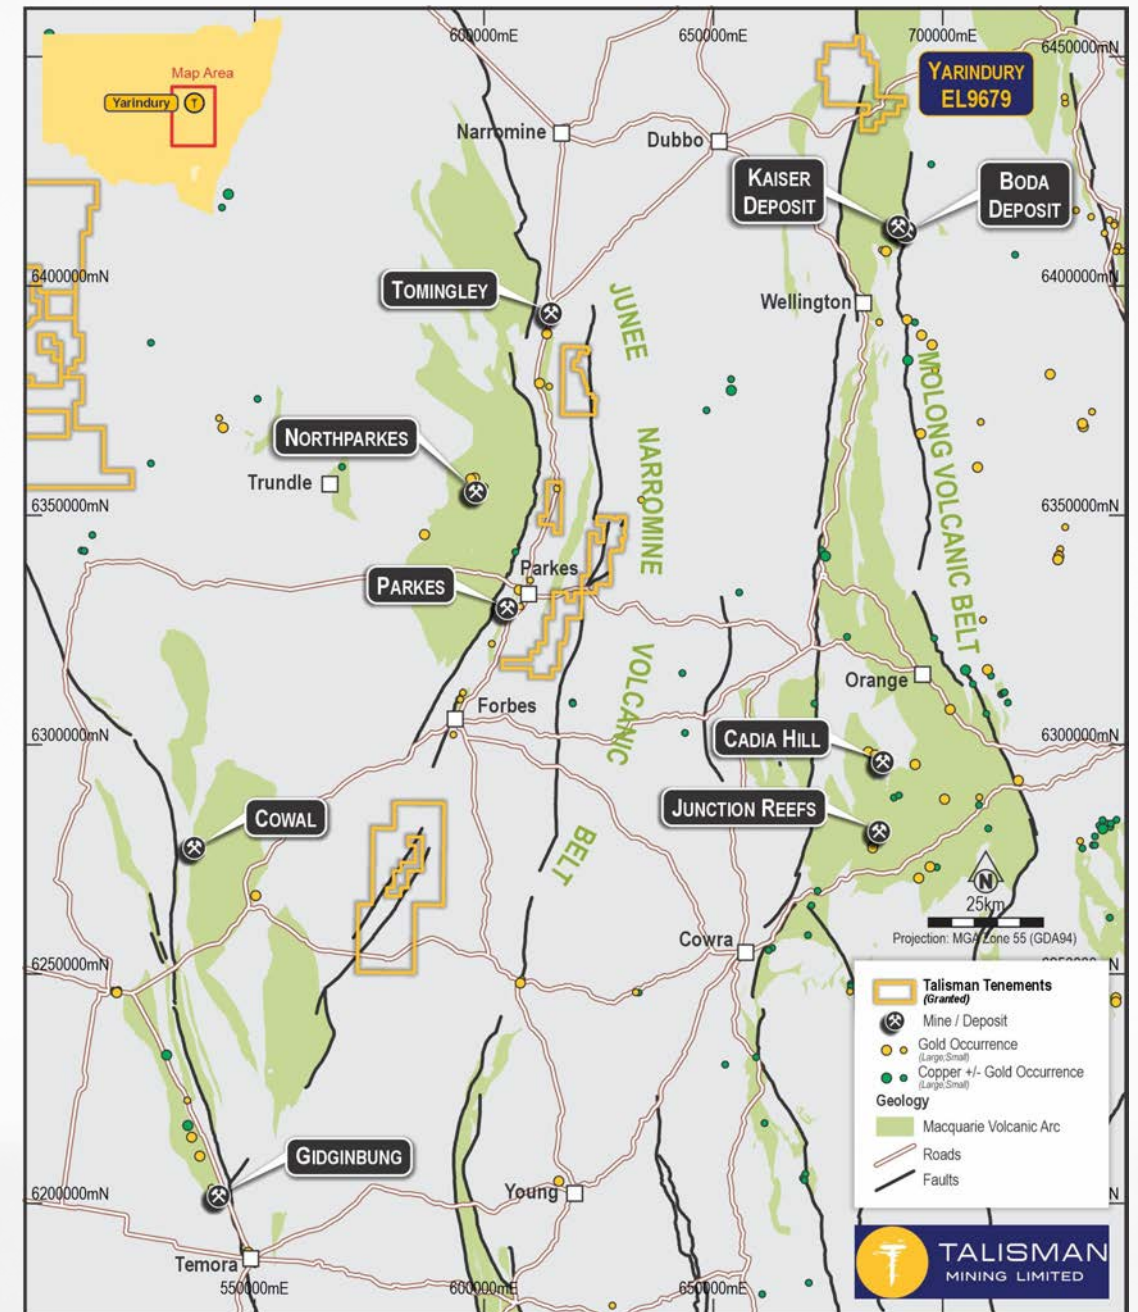 600000mE
650000mE
700000mE
6450000mN
Map Area
Yarindury
YARINDURY
EL9679
Narromine
Dubbo
KAISER
DEPOSIT
BODA
DEPOSIT
6400000mN
6400000mN
TOMINGLEY
Wellington
JUNEE
NARROMINE
VOLCANIC
BELT
MOLONG VOLCANIC BELT
NORTHPARKES
Trundle
6350000mN
6350000mN
Parkes
PARKES
Orange
Forbes
6300000mN
6300000mN
CADIA HILL
JUNCTION REEFS
COWAL
N
25km
Projection: MGA Zone 55 (GDA94)
Cowra
6250000mN
Talisman Tenements
(Granted)
Mine / Deposit
Gold Occurrence
(Large;Small)
Copper +/- Gold Occurrence
(Large;Small)
Geology
Macquarie Volcanic Arc
Roads
Faults
GIDGINBUNG
6200000mN
Young
Temora
550000mE
600000mE
650000mE
TALISMAN
MINING LIMITED